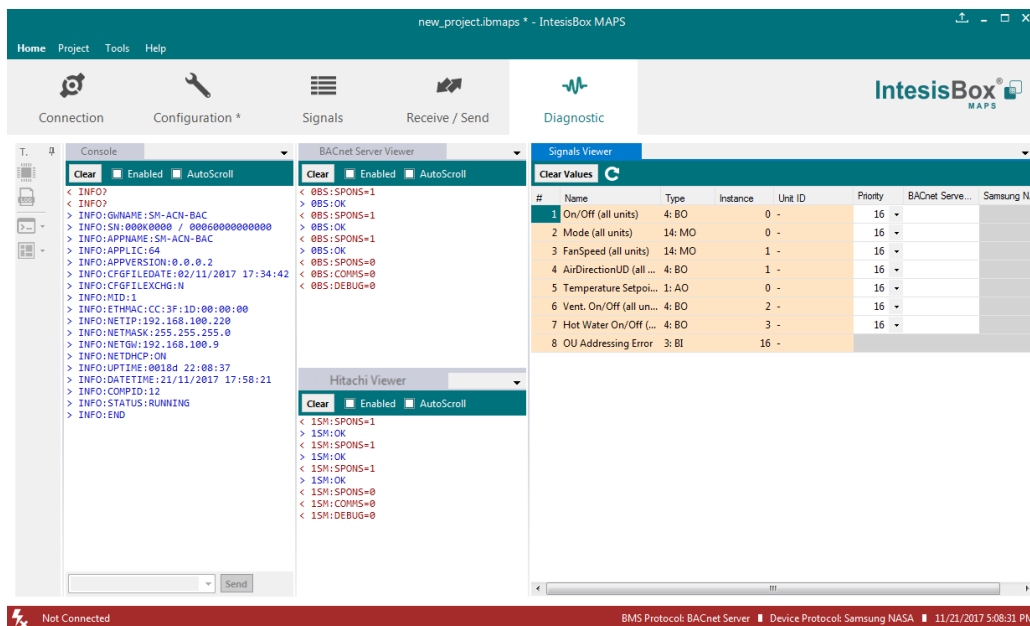 new_project.ibmaps * - IntesisBox MAPS
Home Project Tools Help
Connection Configuration * Signals Receive / Send Diagnostic
IntesisBox® MAPS
T.
Console
Clear Enabled AutoScroll
< INFO?
< INFO?
> INFO:GWNAME:SM-ACN-BAC
> INFO:SN:000K0000 / 00060000000000
> INFO:APPNAME:SM-ACN-BAC
> INFO:APPLIC:64
> INFO:APPVERSION:0.0.0.2
> INFO:CFGFILEDATE:02/11/2017 17:34:42
> INFO:CFGFILEXCHG:N
> INFO:MID:1
> INFO:ETHMAC:CC:3F:1D:00:00:00
> INFO:NETIP:192.168.100.220
> INFO:NETMASK:255.255.255.0
> INFO:NETGW:192.168.100.9
> INFO:NETDHCP:ON
> INFO:UPTIME:0018d 22:08:37
> INFO:DATETIME:21/11/2017 17:58:21
> INFO:COMPID:12
> INFO:STATUS:RUNNING
> INFO:END
Send
BACnet Server Viewer
Clear Enabled AutoScroll
< 0BS:SPONS=1
> 0BS:OK
< 0BS:SPONS=1
> 0BS:OK
< 0BS:SPONS=1
> 0BS:OK
< 0BS:SPONS=0
< 0BS:COMMS=0
< 0BS:DEBUG=0
Hitachi Viewer
Clear Enabled AutoScroll
< 1SM:SPONS=1
> 1SM:OK
< 1SM:SPONS=1
> 1SM:OK
< 1SM:SPONS=1
> 1SM:OK
< 1SM:SPONS=0
< 1SM:COMMS=0
< 1SM:DEBUG=0
Signals Viewer
Clear Values
# Name Type Instance Unit ID Priority BACnet Serve... Samsung N
1 On/Off (all units) 4: BO 0 - 16
2 Mode (all units) 14: MO 0 - 16
3 FanSpeed (all units) 14: MO 1 - 16
4 AirDirectionUD (all ... 4: BO 1 - 16
5 Temperature Setpoi... 1: AO 0 - 16
6 Vent. On/Off (all un... 4: BO 2 - 16
7 Hot Water On/Off (... 4: BO 3 - 16
8 OU Addressing Error 3: BI 16 -
Not Connected
BMS Protocol: BACnet Server Device Protocol: Samsung NASA 11/21/2017 5:08:31 PM